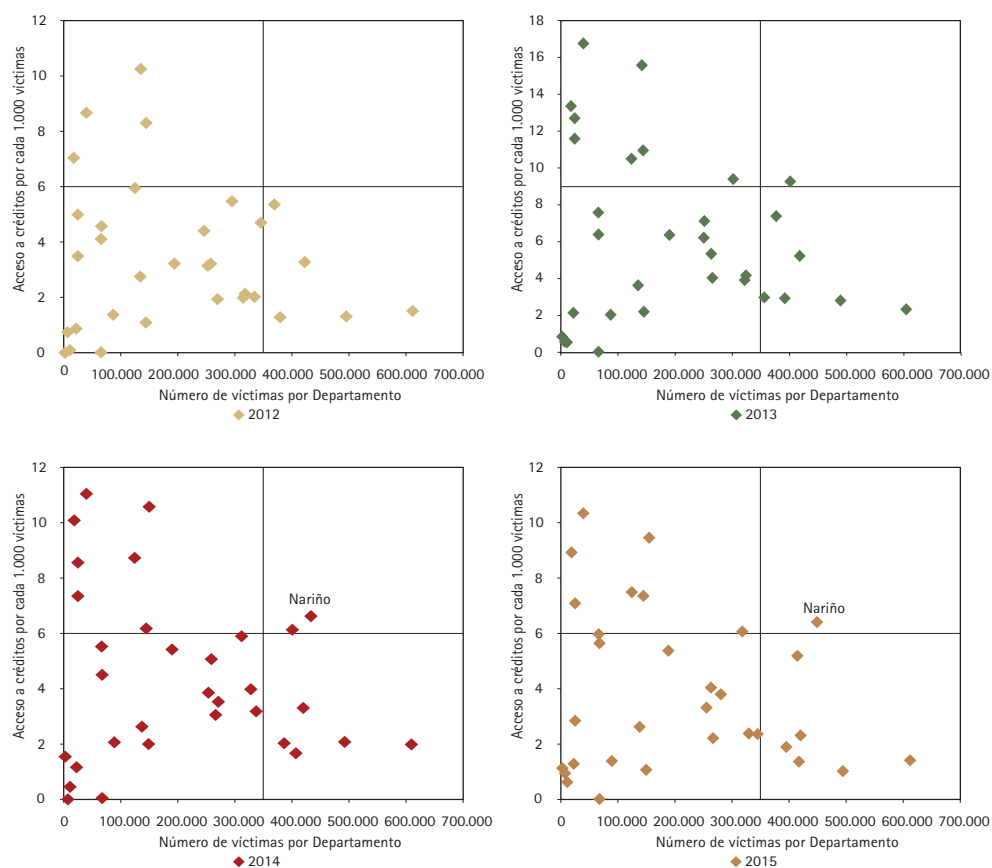 Acceso a créditos por cada 1.000 víctimas
12
10
8
6
4
2
0
0 100.000 200.000 300.000 400.000 500.000 600.000 700.000
Número de víctimas por Departamento
2012
Acceso a créditos por cada 1.000 víctimas
18
16
14
12
10
8
6
4
2
0
0 100.000 200.000 300.000 400.000 500.000 600.000 700.000
Número de víctimas por Departamento
2013
Acceso a créditos por cada 1.000 víctimas
12
10
8
6
4
2
0
Nariño
0 100.000 200.000 300.000 400.000 500.000 600.000 700.000
Número de víctimas por Departamento
2014
Acceso a créditos por cada 1.000 víctimas
12
10
8
6
4
2
0
Nariño
0 100.000 200.000 300.000 400.000 500.000 600.000 700.000
Número de víctimas por Departamento
2015